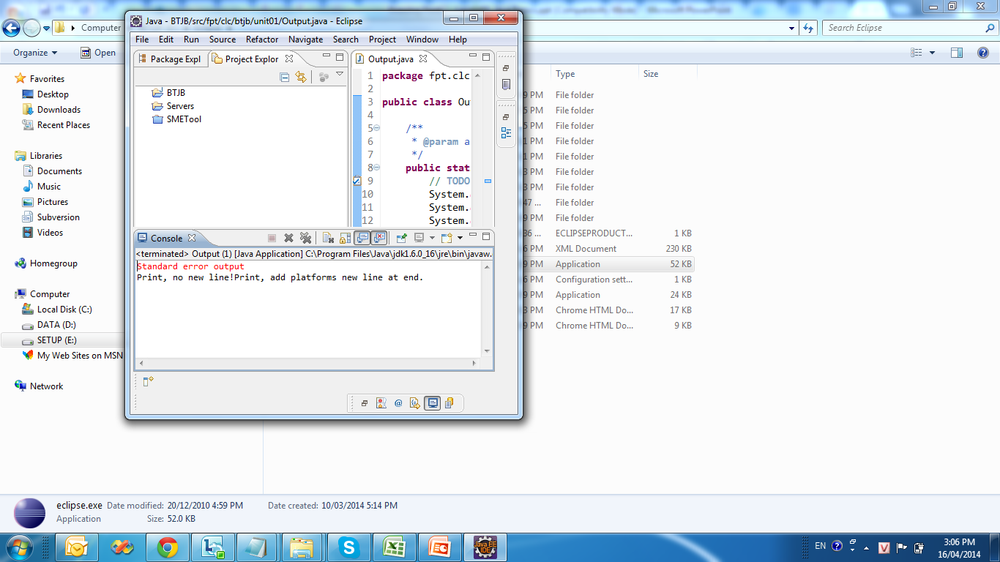 Java - BTJB/src/fpt/clc/btjb/unit01/Output.java - Eclipse
File Edit Run Source Refactor Navigate Search Project Window Help
Package Expl Project Explor Output.java
BTJB
Servers
SMETool
1 package fpt.clc
2
3 public class Ou
4
5 /**
6 * @param a
7 */
8 public stat
9 // TODO
10 System.
11 System.
12 System.
Console
<terminated> Output (1) [Java Application] C:\Program Files\Java\jdk1.6.0_16\jre\bin\javaw.
Standard error output
Print, no new line!Print, add platforms new line at end.
Computer
Search Eclipse
Organize Open
Favorites
Desktop
Downloads
Recent Places
Libraries
Documents
Music
Pictures
Subversion
Videos
Homegroup
Computer
Local Disk (C:)
DATA (D:)
SETUP (E:)
My Web Sites on MSN
Network
Type Size
9 PM File folder
5 PM File folder
5 PM File folder
1 PM File folder
1 PM File folder
3 PM File folder
3 PM File folder
47 ... File folder
9 PM File folder
36 ... ECLIPSEPRODUCT... 1 KB
6 PM XML Document 230 KB
9 PM Application 52 KB
6 PM Configuration sett... 1 KB
9 PM Application 24 KB
3 PM Chrome HTML Do... 17 KB
9 PM Chrome HTML Do... 9 KB
eclipse.exe Date modified: 20/12/2010 4:59 PM Date created: 10/03/2014 5:14 PM
Application Size: 52.0 KB
Java EE
IDE
EN
3:06 PM
16/04/2014